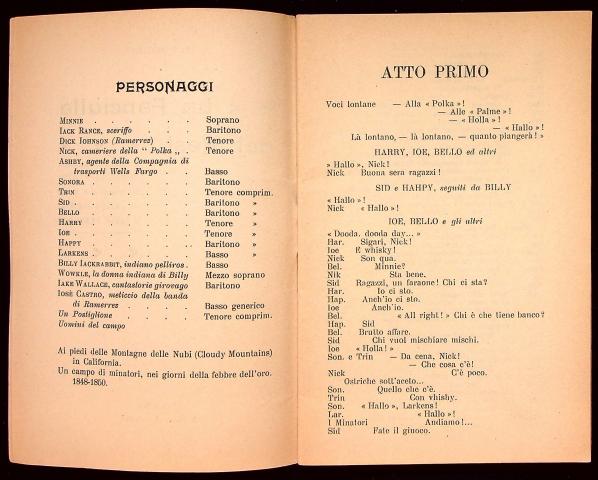 PERSONAGGI
MINNIE . . . . . . Soprano
IACK RANCE, sceriffo . . . Baritono
DICK IOHNSON (Ramerrez) . . . Tenore
NICK, cameriere della " Polka „ . Tenore
ASHBY, agente della Compagnia di
trasporti Wells Fargo . . . Basso
SONORA . . . . . . Baritono
TRIN . . . . . . Tenore comprim.
SID . . . . . . Baritono »
BELLO . . . . . . Baritono »
HARRY . . . . . . Tenore »
IOE . . . . . . Tenore »
HAPPY . . . . . . Baritono »
LARKENS . . . . . . Basso »
BILLY IACKRABBIT, indiano pelliros . Basso
WOWKLE, la donna indiana di Billy Mezzo soprano
IAKE WALLACE, cantastorie girovago Baritono
IOSÈ CASTRO, meticcio della banda
di Ramerrez . . . . Basso generico
Un Postiglione . . . . Tenore comprim.
Uomini del campo
Ai piedi delle Montagne delle Nubi (Cloudy Mountains)
in California.
Un campo di minatori, nei giorni della febbre dell'oro.
1848-1850.
ATTO PRIMO
Voci lontane — Alla « Polka »!
— Alle « Palme »!
— « Holla »!
— « Hallo »!
Là lontano, — là lontano, — quanto piangerà! »
HARRY, IOE, BELLO ed altri
» Hallo », Nick!
Nick Buona sera ragazzi!
SID e HAHPY, seguiti da BILLY
« Hallo »!
Nick « Hallo »!
IOE, BELLO e gli altri
« Dooda, dooda day... »
Har. Sigari, Nick!
Ioe E whisky!
Nick Son qua.
Bel. Minnie?
Nik Sta bene.
Sid Ragazzi, un faraone! Chi ci sta?
Har. Io ci sto.
Hap. Anch'io ci sto.
Ioe Anch'io.
Bel. « All right! » Chi è che tiene banco?
Hap. Sid
Bel. Brutto affare.
Sid Chi vuol mischiare mischi.
Ioe « Holla! »
Son. e Trin — Da cena, Nick!
— Che cosa c'è!
Nick C'è poco.
Ostriche sott'aceto...
Son. Quello che c'è.
Trin Con vhishy.
Son. « Hallo », Larkens!
Lar. « Hallo »!
I Minatori Andiamo!...
Sid Fate il giuoco.